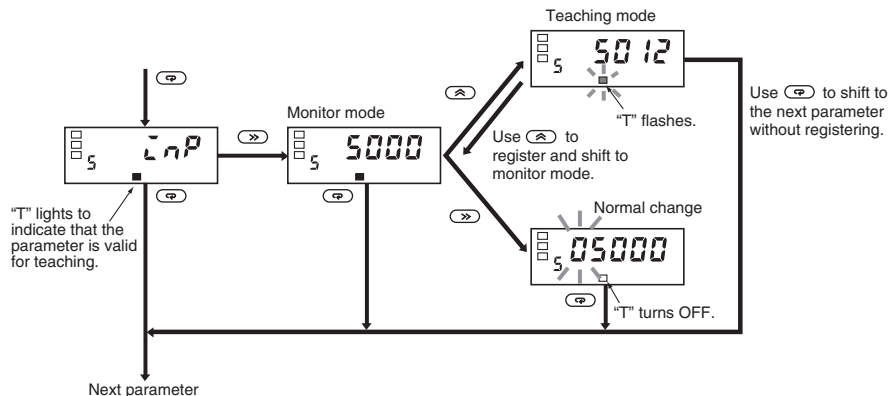 Teaching mode
5012
S
"T" flashes.
Use to shift to
the next parameter
without registering.
Monitor mode
inP
S
5000
S
Use to
register and shift to
monitor mode.
"T" lights to
indicate that the
parameter is valid
for teaching.
Normal change
05000
S
"T" turns OFF.
Next parameter